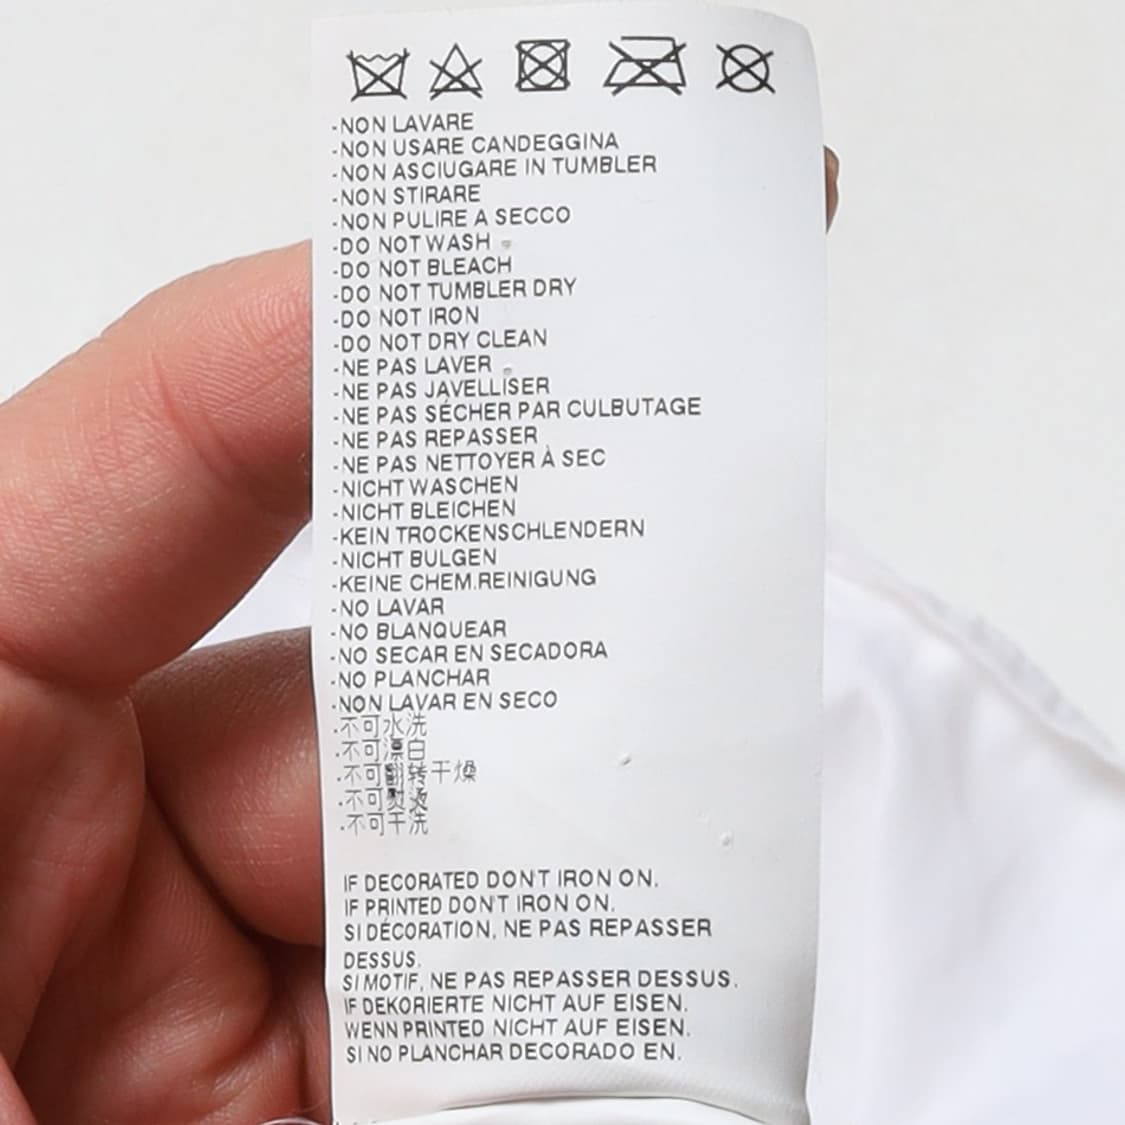 -NON LAVARE
-NON USARE CANDEGGINA
-NON ASCIUGARE IN TUMBLER
-NON STIRARE
-NON PULIRE A SECCO
-DO NOT WASH
-DO NOT BLEACH
-DO NOT TUMBLER DRY
-DO NOT IRON
-DO NOT DRY CLEAN
-NE PAS LAVER
-NE PAS JAVELLISER
-NE PAS SÉCHER PAR CULBUTAGE
-NE PAS REPASSER
-NE PAS NETTOYER À SEC
-NICHT WASCHEN
-NICHT BLEICHEN
-KEIN TROCKENSCHLENDERN
-NICHT BULGEN
-KEINE CHEM.REINIGUNG
-NO LAVAR
-NO BLANQUEAR
-NO SECAR EN SECADORA
-NO PLANCHAR
-NON LAVAR EN SECO
.不可水洗
.不可漂白
.不可翻转干燥
.不可熨烫
.不可干洗
IF DECORATED DON'T IRON ON.
IF PRINTED DON'T IRON ON.
SI DÉCORATION, NE PAS REPASSER
DESSUS.
SI MOTIF, NE PAS REPASSER DESSUS.
IF DEKORIERTE NICHT AUF EISEN.
WENN PRINTED NICHT AUF EISEN.
SI NO PLANCHAR DECORADO EN.